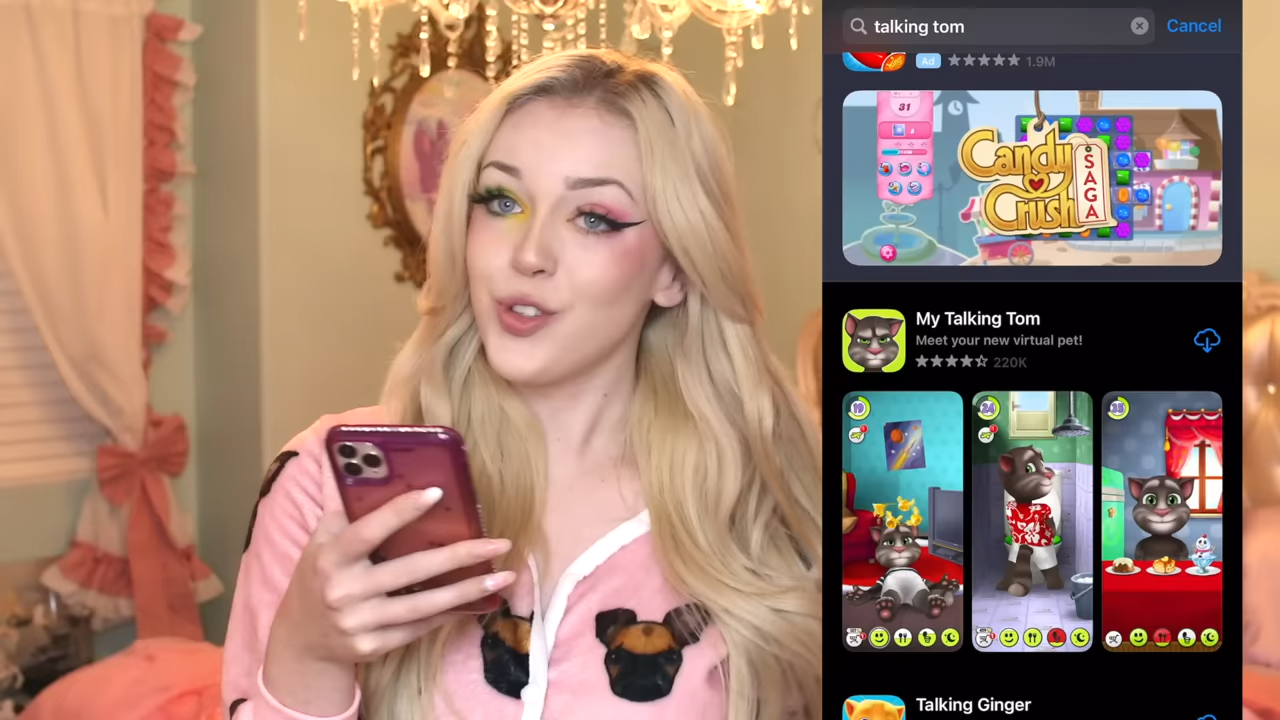 talking tom
Cancel
Ad
1.9M
31
Candy
Crush
SAGA
My Talking Tom
Meet your new virtual pet!
220K
19
24
35
Talking Ginger